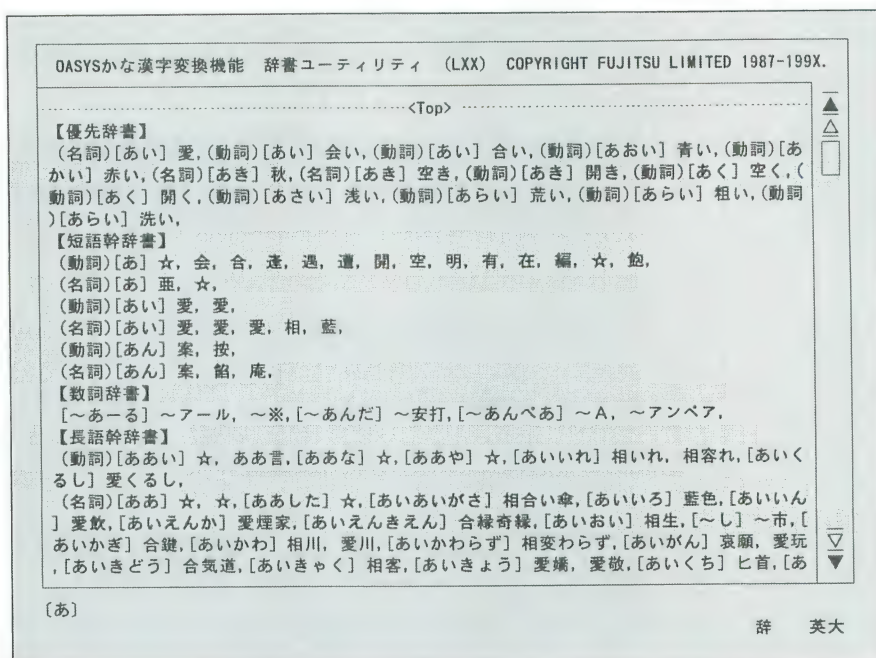 OASYSかな漢字変換機能 辞書ユーティリティ (LXX) COPYRIGHT FUJITSU LIMITED 1987-199X.
<Top>
【優先辞書】
(名詞)[あい] 愛, (動詞)[あい] 会い, (動詞)[あい] 合い, (動詞)[あおい] 青い, (動詞)[あ
かい] 赤い, (名詞)[あき] 秋, (名詞)[あき] 空き, (動詞)[あき] 開き, (動詞)[あく] 空く, (
動詞)[あく] 開く, (動詞)[あさい] 浅い, (動詞)[あらい] 荒い, (動詞)[あらい] 粗い, (動詞
)[あらい] 洗い,
【短語幹辞書】
(動詞)[あ] ☆, 会, 合, 逢, 遇, 遭, 開, 空, 明, 有, 在, 編, ☆, 飽,
(名詞)[あ] 亜, ☆,
(動詞)[あい] 愛, 愛,
(名詞)[あい] 愛, 愛, 愛, 相, 藍,
(動詞)[あん] 案, 按,
(名詞)[あん] 案, 餡, 庵,
【数詞辞書】
[~あーる] ~アール, ~※, [~あんだ] ~安打, [~あんぺあ] ~A, ~アンペア,
【長語幹辞書】
(動詞)[ああい] ☆, ああ言, [ああな] ☆, [ああや] ☆, [あいいれ] 相いれ, 相容れ, [あいく
るし] 愛くるし,
(名詞)[ああ] ☆, ☆, [ああした] ☆, [あいあいがさ] 相合い傘, [あいいろ] 藍色, [あいいん
] 愛飲, [あいえんか] 愛煙家, [あいえんきえん] 合縁奇縁, [あいおい] 相生, [~し] ~市, [
あいかぎ] 合鍵, [あいかわ] 相川, 愛川, [あいかわらず] 相変わらず, [あいがん] 哀願, 愛玩
, [あいきどう] 合気道, [あいきゃく] 相客, [あいきょう] 愛嬌, 愛敬, [あいくち] ヒ首, [あ
〔あ〕
辞 英大